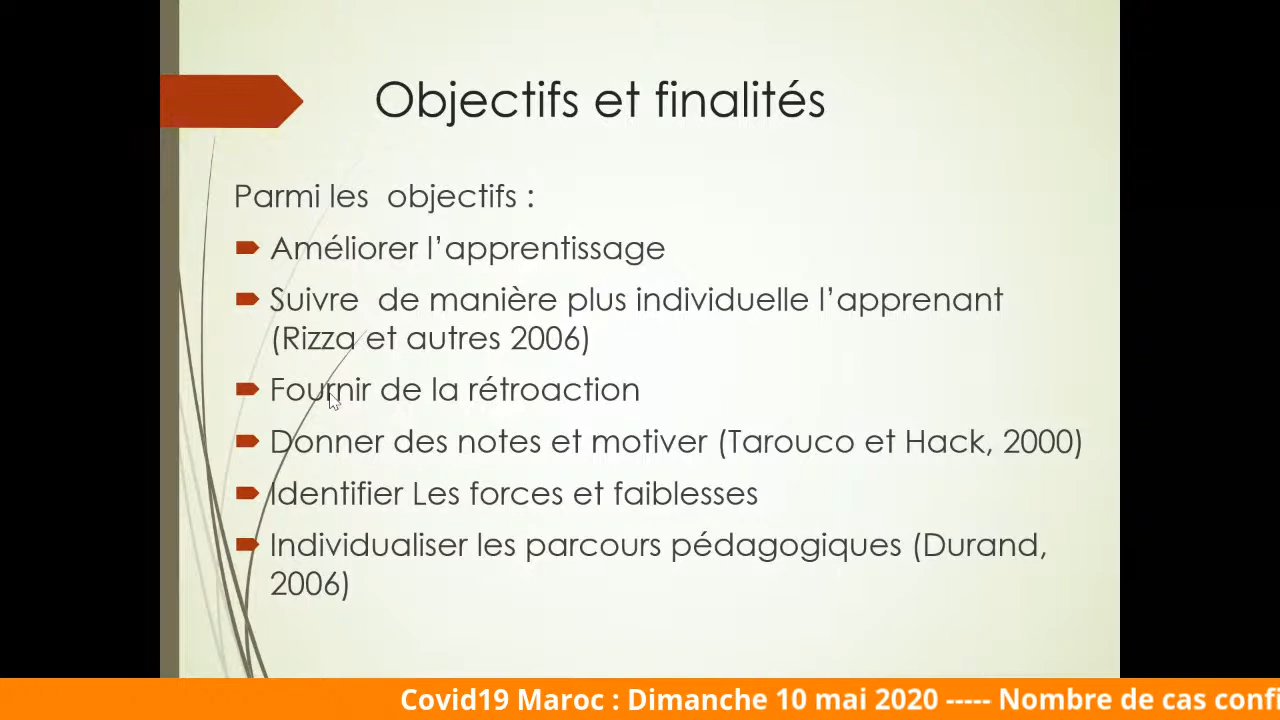 Objectifs et finalités
Parmi les  objectifs :
Améliorer l’apprentissage
Suivre  de manière plus individuelle l’apprenant
(Rizza et autres 2006)
Fournir de la rétroaction
Donner des notes et motiver (Tarouco et Hack, 2000)
Identifier Les forces et faiblesses
Individualiser les parcours pédagogiques (Durand,
2006)
Covid19 Maroc : Dimanche 10 mai 2020 ----- Nombre de cas confi